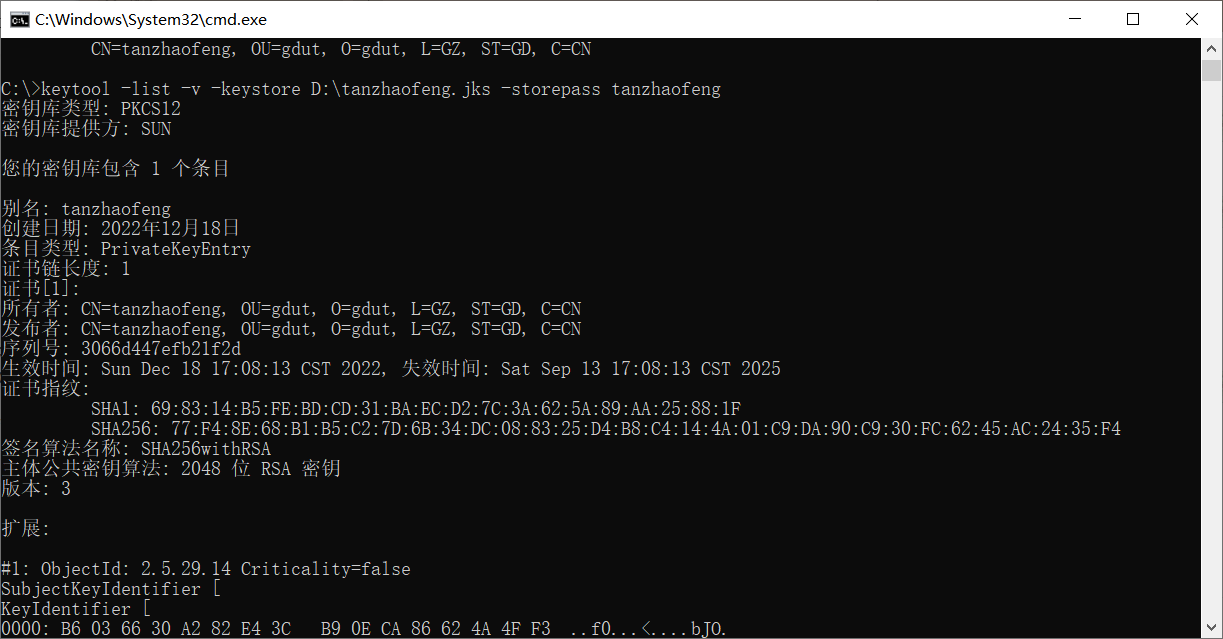 C:\Windows\System32\cmd.exe
CN=tanzhaofeng, OU=gdut, O=gdut, L=GZ, ST=GD, C=CN
C:\>keytool -list -v -keystore D:\tanzhaofeng.jks -storepass tanzhaofeng
密钥库类型: PKCS12
密钥库提供方: SUN
您的密钥库包含 1 个条目
别名: tanzhaofeng
创建日期: 2022年12月18日
条目类型: PrivateKeyEntry
证书链长度: 1
证书[1]:
所有者: CN=tanzhaofeng, OU=gdut, O=gdut, L=GZ, ST=GD, C=CN
发布者: CN=tanzhaofeng, OU=gdut, O=gdut, L=GZ, ST=GD, C=CN
序列号: 3066d447efb21f2d
生效时间: Sun Dec 18 17:08:13 CST 2022, 失效时间: Sat Sep 13 17:08:13 CST 2025
证书指纹:
SHA1: 69:83:14:B5:FE:BD:CD:31:BA:EC:D2:7C:3A:62:5A:89:AA:25:88:1F
SHA256: 77:F4:8E:68:B1:B5:C2:7D:6B:34:DC:08:83:25:D4:B8:C4:14:4A:01:C9:DA:90:C9:30:FC:62:45:AC:24:35:F4
签名算法名称: SHA256withRSA
主体公共密钥算法: 2048 位 RSA 密钥
版本: 3
扩展:
#1: ObjectId: 2.5.29.14 Criticality=false
SubjectKeyIdentifier [
KeyIdentifier [
0000: B6 03 66 30 A2 82 E4 3C   B9 0E CA 86 62 4A 4F F3  ..f0...<....bJO.